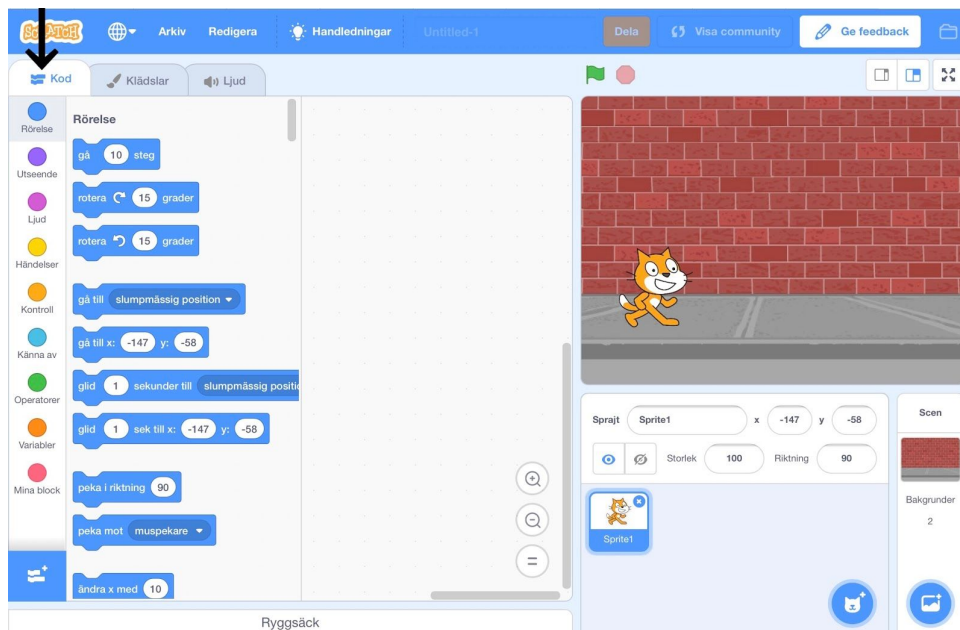 SCRATCH Arkiv Redigera Handledningar Untitled-1 Dela Visa community Ge feedback
Kod Klädslar Ljud
Rörelse
Utseende
Ljud
Händelser
Kontroll
Känna av
Operatorer
Variabler
Mina block
Rörelse
gå 10 steg
rotera 15 grader
rotera 15 grader
gå till slumpmässig position
gå till x: -147 y: -58
glid 1 sekunder till slumpmässig positio
glid 1 sek till x: -147 y: -58
peka i riktning 90
peka mot muspekare
ändra x med 10
Ryggsäck
Sprajt Sprite1 x -147 y -58
Storlek 100 Riktning 90
Sprite1
Scen
Bakgrunder
2